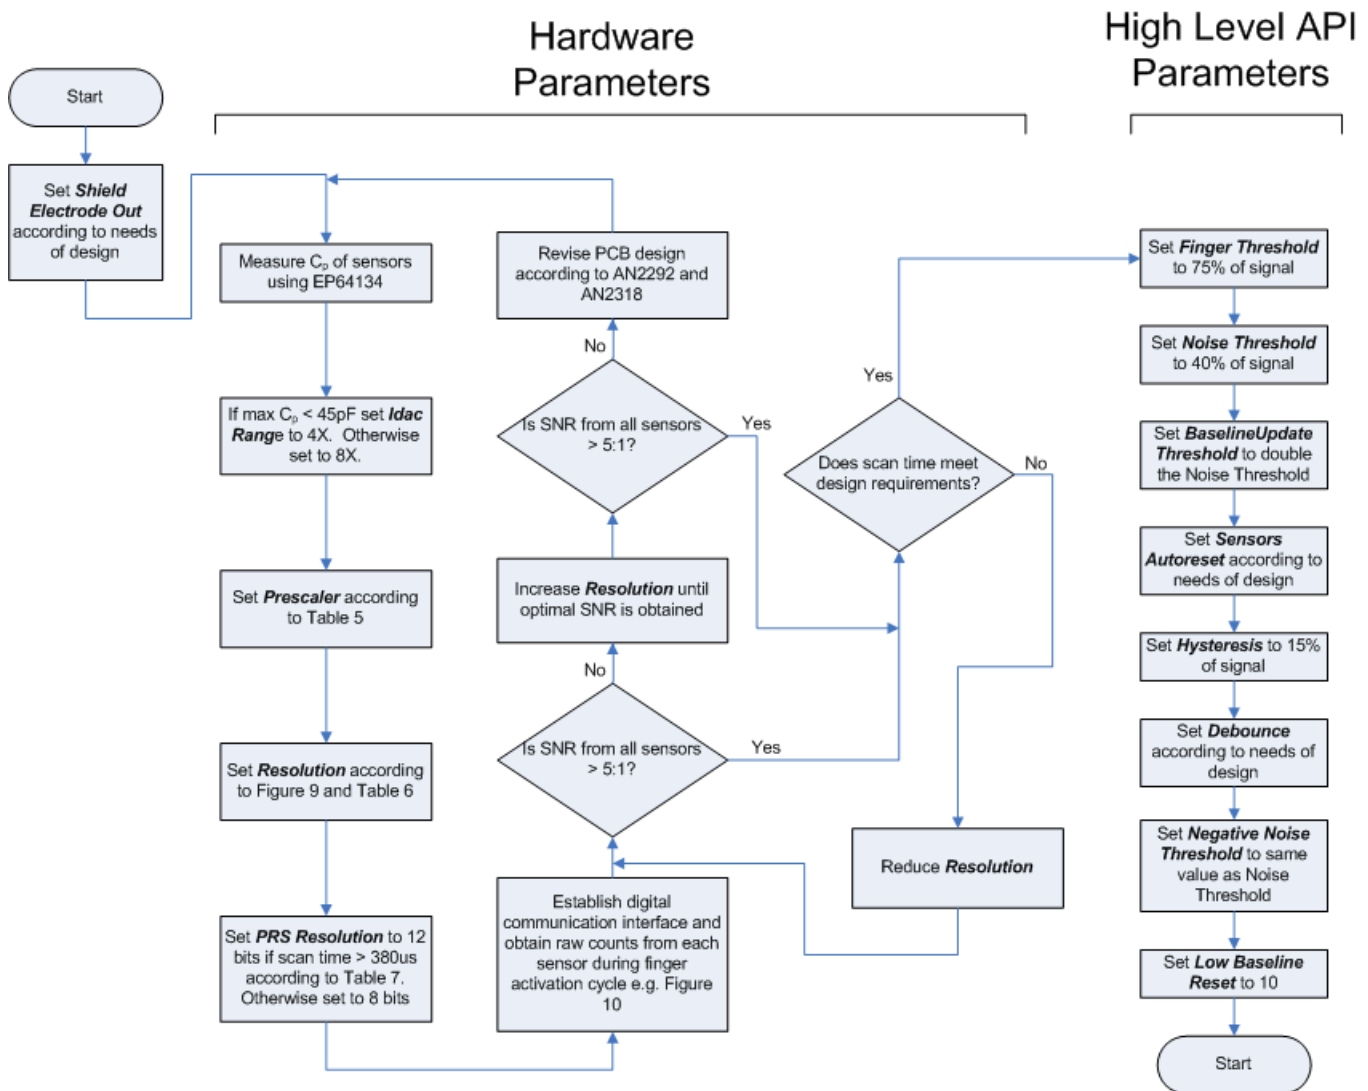 Hardware
Parameters
High Level API
Parameters
Start
Set Shield
Electrode Out
according to needs
of design
Measure Cp of sensors
using EP64134
If max Cp < 45pF set Idac
Range to 4X. Otherwise
set to 8X.
Set Prescaler according
to Table 5
Set Resolution according
to Figure 9 and Table 6
Set PRS Resolution to 12
bits if scan time > 380us
according to Table 7.
Otherwise set to 8 bits
Revise PCB design
according to AN2292 and
AN2318
No
Is SNR from all sensors
> 5:1?
Yes
Increase Resolution until
optimal SNR is obtained
No
Is SNR from all sensors
> 5:1?
Yes
Establish digital
communication interface and
obtain raw counts from each
sensor during finger
activation cycle e.g. Figure
10
Yes
Does scan time meet
design requirements?
No
Reduce Resolution
Set Finger Threshold
to 75% of signal
Set Noise Threshold
to 40% of signal
Set BaselineUpdate
Threshold to double
the Noise Threshold
Set Sensors
Autoreset according to
needs of design
Set Hysteresis to 15%
of signal
Set Debounce
according to needs of
design
Set Negative Noise
Threshold to same
value as Noise
Threshold
Set Low Baseline
Reset to 10
Start